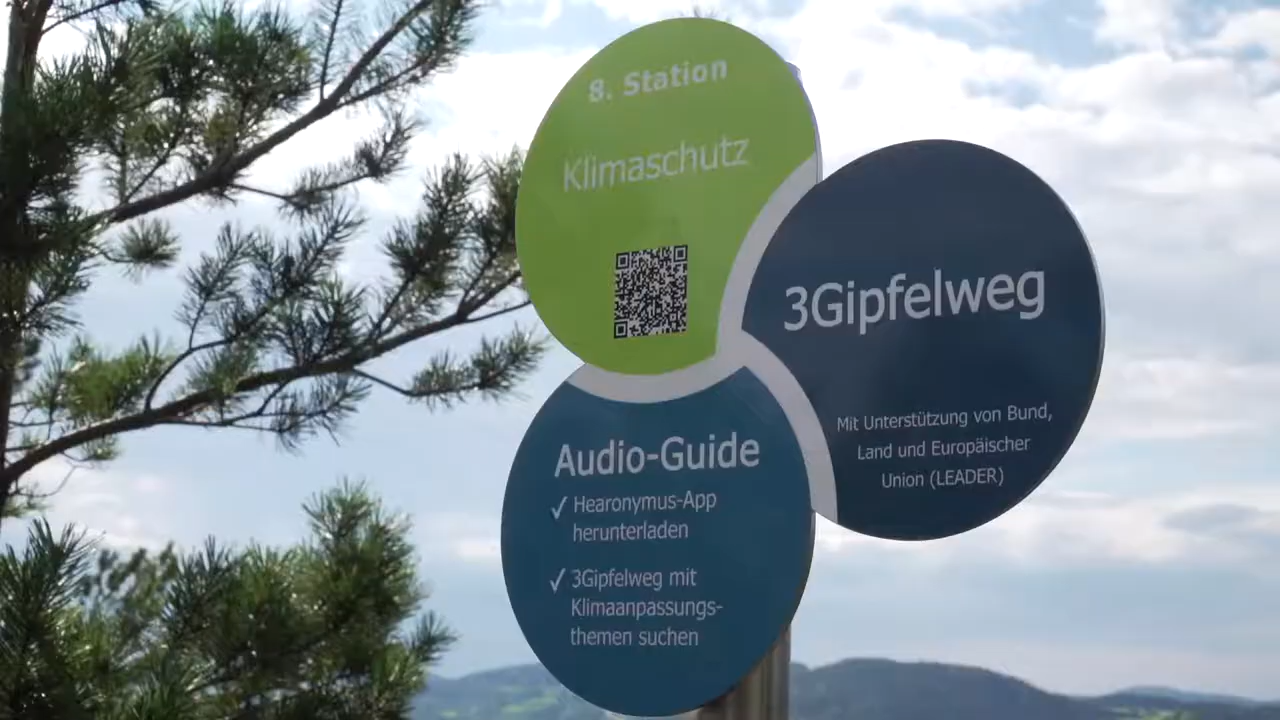 8. Station
Klimaschutz
3Gipfelweg
Mit Unterstützung von Bund,
Land und Europäischer
Union (LEADER)
Audio-Guide
✓ Hearonymus-App
herunterladen
✓ 3Gipfelweg mit
Klimaanpassungs-
themen suchen